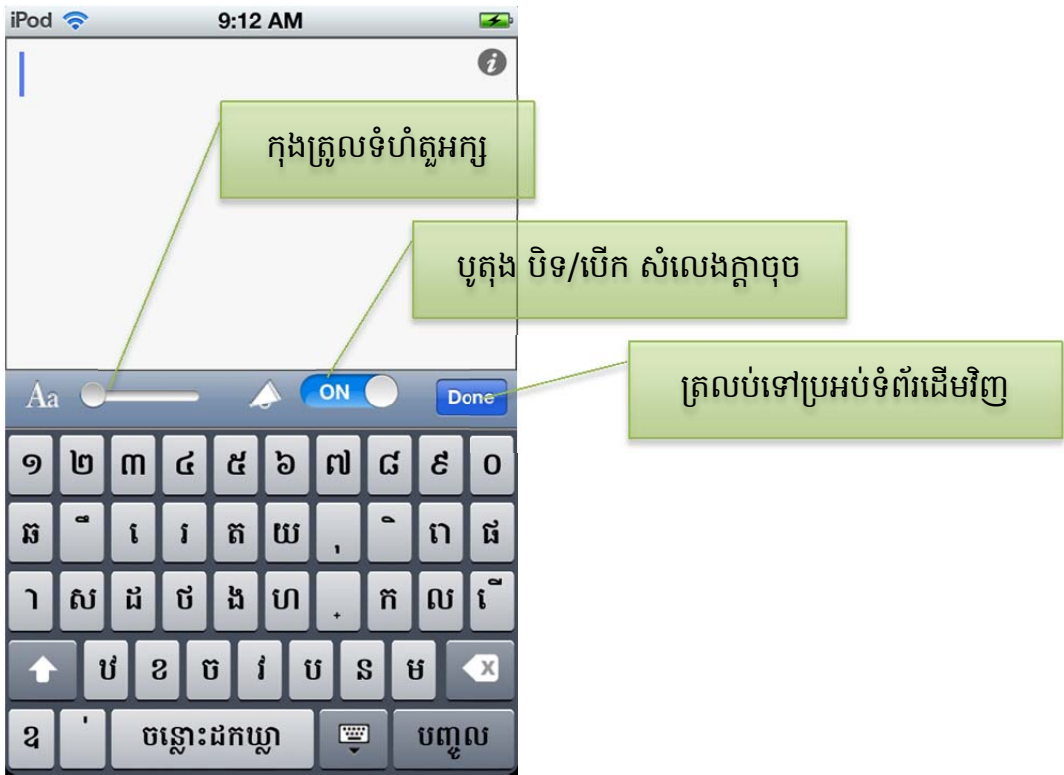 iPod 9:12 AM
កុងត្រូលទំហំតួអក្ស
បូតុង បិទ/បើក សំលេងក្ដាចុច
ត្រលប់ទៅប្រអប់ទំព័រដើមវិញ
Aa ON Done
១ ២ ៣ ៤ ៥ ៦ ៧ ៨ ៩ ០
ឆ ឹ េ រ ត យ ុ ិ ព ផ
ា ស ដ ថ ង ហ ្ ក ល ើ
ឋ ខ ច វ ប ន ម
ឧ ់ ចន្លោះដកឃ្លា បញ្ចូល